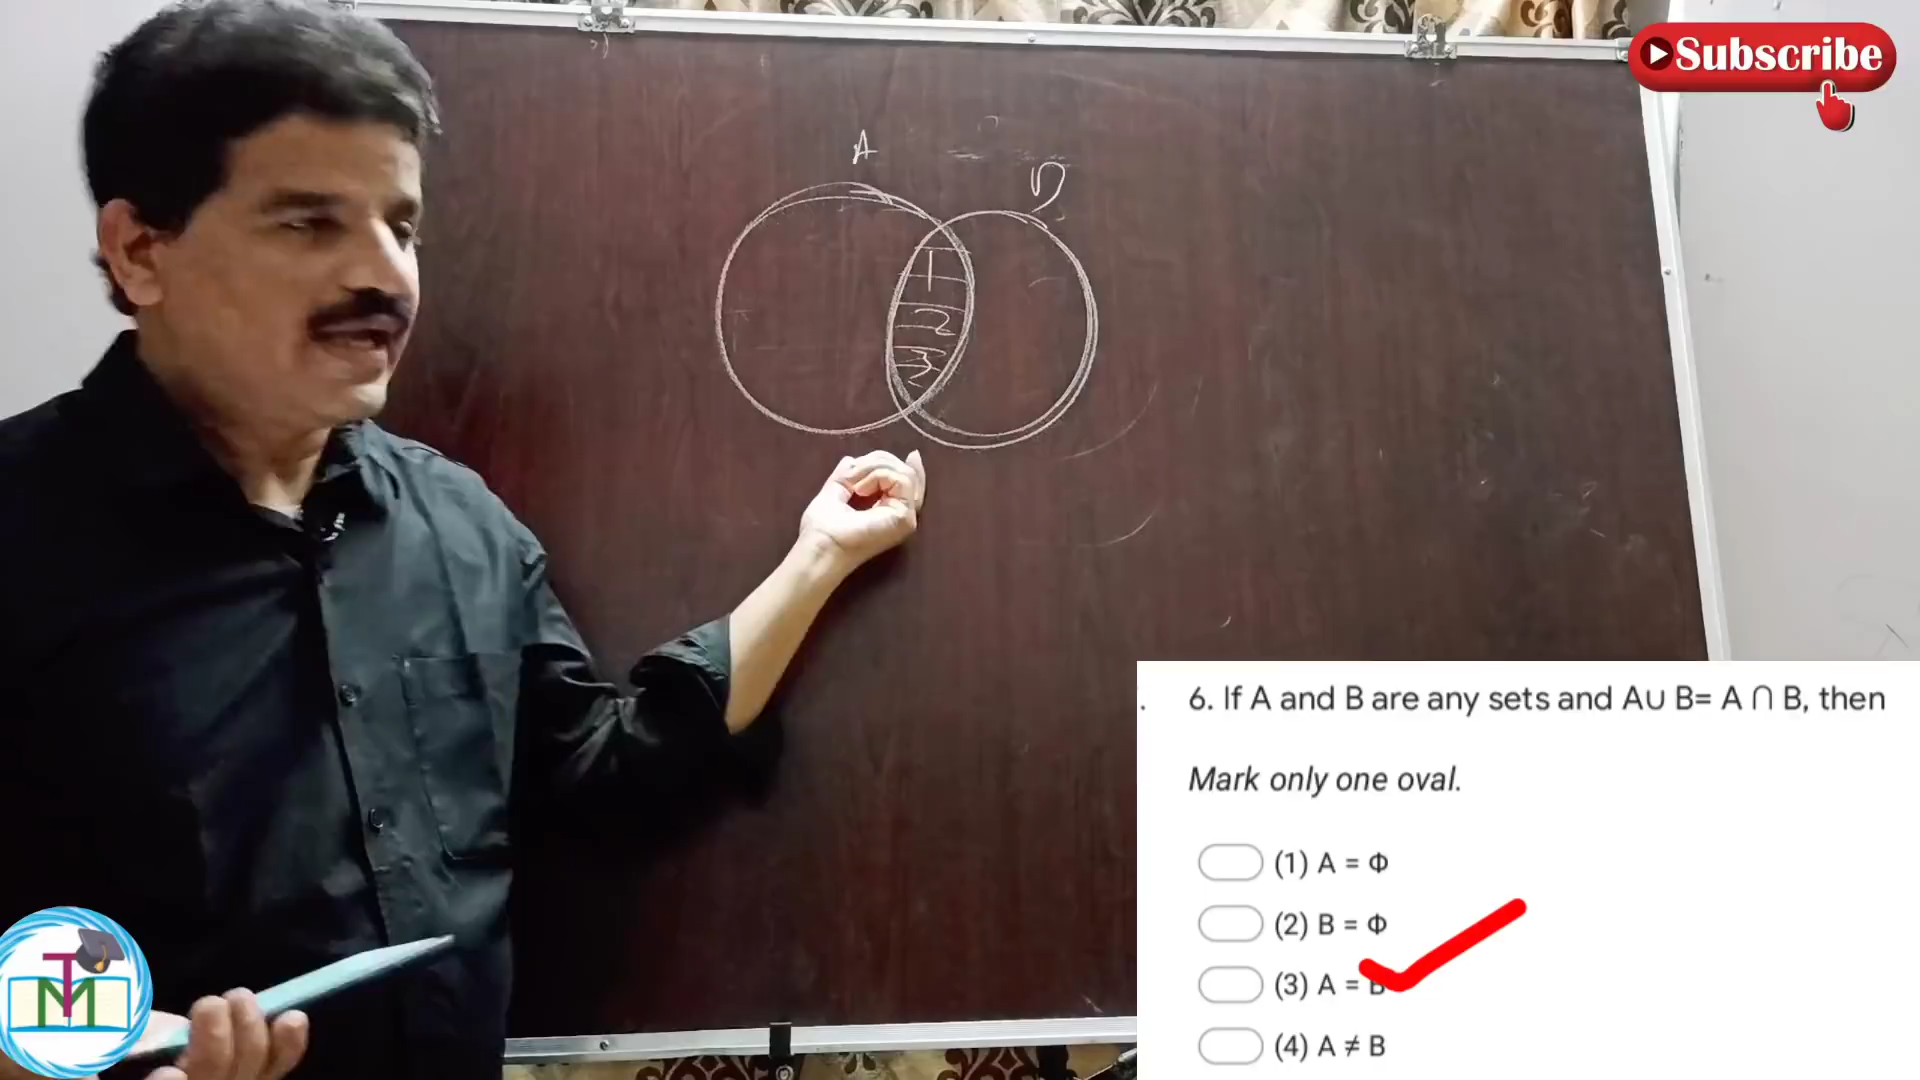 Subscribe
A
B
1
2
3
6. If A and B are any sets and A∪ B= A ∩ B, then
Mark only one oval.
(1) A = Φ
(2) B = Φ
(3) A = B
(4) A ≠ B
TM